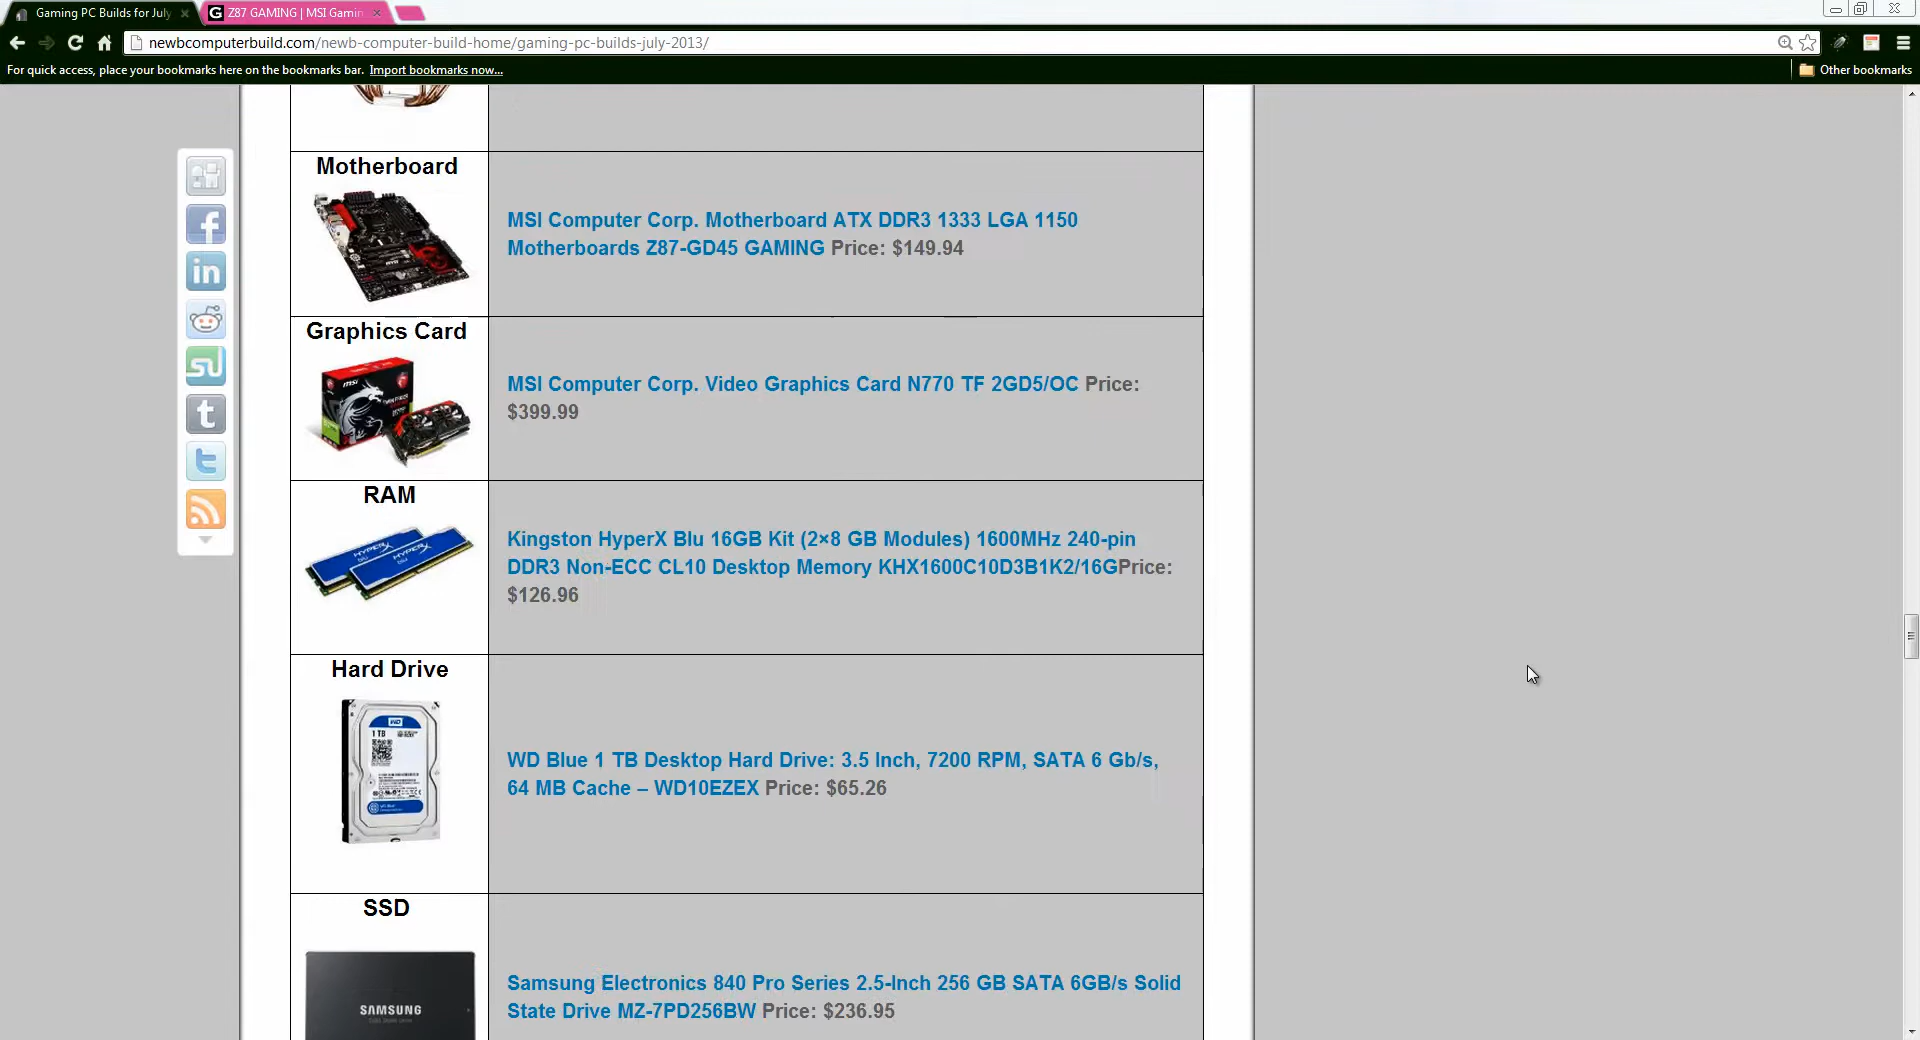 Gaming PC Builds for July
Z87 GAMING | MSI Gamin
newbcomputerbuild.com/newb-computer-build-home/gaming-pc-builds-july-2013/
For quick access, place your bookmarks here on the bookmarks bar. Import bookmarks now...
Other bookmarks
Motherboard
MSI Computer Corp. Motherboard ATX DDR3 1333 LGA 1150
Motherboards Z87-GD45 GAMING Price: $149.94
Graphics Card
msi
MSI Computer Corp. Video Graphics Card N770 TF 2GD5/OC Price:
$399.99
RAM
HYPERX
HYPERX
Kingston HyperX Blu 16GB Kit (2×8 GB Modules) 1600MHz 240-pin
DDR3 Non-ECC CL10 Desktop Memory KHX1600C10D3B1K2/16GPrice:
$126.96
Hard Drive
WD
1 TB
WD Blue 1 TB Desktop Hard Drive: 3.5 Inch, 7200 RPM, SATA 6 Gb/s,
64 MB Cache – WD10EZEX Price: $65.26
SSD
SAMSUNG
Samsung Electronics 840 Pro Series 2.5-Inch 256 GB SATA 6GB/s Solid
State Drive MZ-7PD256BW Price: $236.95